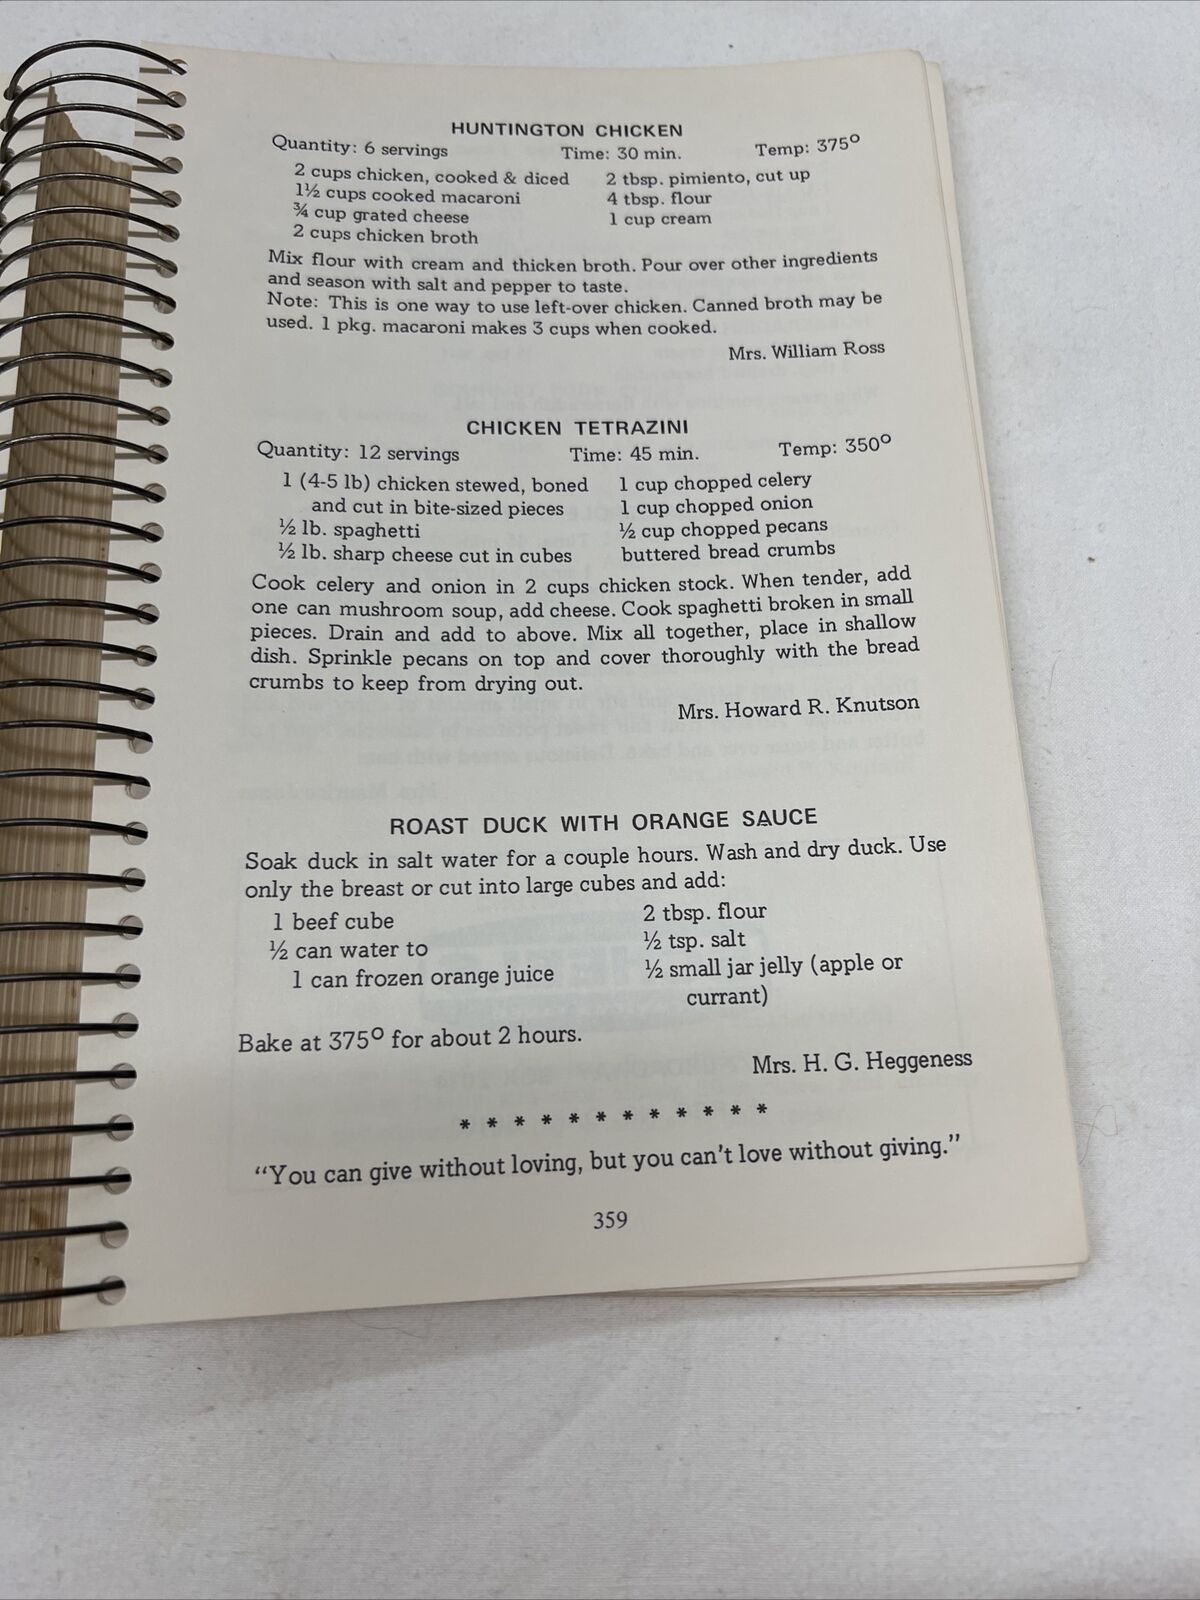 HUNTINGTON CHICKEN
Quantity: 6 servings Time: 30 min. Temp: 375°
2 cups chicken, cooked & diced 2 tbsp. pimiento, cut up
1½ cups cooked macaroni 4 tbsp. flour
¾ cup grated cheese 1 cup cream
2 cups chicken broth
Mix flour with cream and thicken broth. Pour over other ingredients
and season with salt and pepper to taste.
Note: This is one way to use left-over chicken. Canned broth may be
used. 1 pkg. macaroni makes 3 cups when cooked.
Mrs. William Ross
CHICKEN TETRAZINI
Quantity: 12 servings Time: 45 min. Temp: 350°
1 (4-5 lb) chicken stewed, boned 1 cup chopped celery
and cut in bite-sized pieces 1 cup chopped onion
½ lb. spaghetti ½ cup chopped pecans
½ lb. sharp cheese cut in cubes buttered bread crumbs
Cook celery and onion in 2 cups chicken stock. When tender, add
one can mushroom soup, add cheese. Cook spaghetti broken in small
pieces. Drain and add to above. Mix all together, place in shallow
dish. Sprinkle pecans on top and cover thoroughly with the bread
crumbs to keep from drying out.
Mrs. Howard R. Knutson
ROAST DUCK WITH ORANGE SAUCE
Soak duck in salt water for a couple hours. Wash and dry duck. Use
only the breast or cut into large cubes and add:
1 beef cube 2 tbsp. flour
½ can water to ½ tsp. salt
1 can frozen orange juice ½ small jar jelly (apple or
currant)
Bake at 375° for about 2 hours.
Mrs. H. G. Heggeness
* * * * * * * * * * * *
"You can give without loving, but you can't love without giving."
359